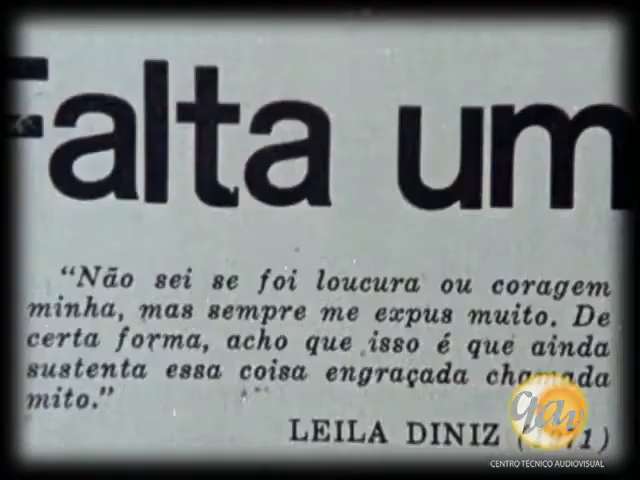 Falta um
“Não sei se foi loucura ou coragem
minha, mas sempre me expus muito. De
certa forma, acho que isso é que ainda
sustenta essa coisa engraçada chamada
mito.”
LEILA DINIZ
CENTRO TÉCNICO AUDIOVISUAL